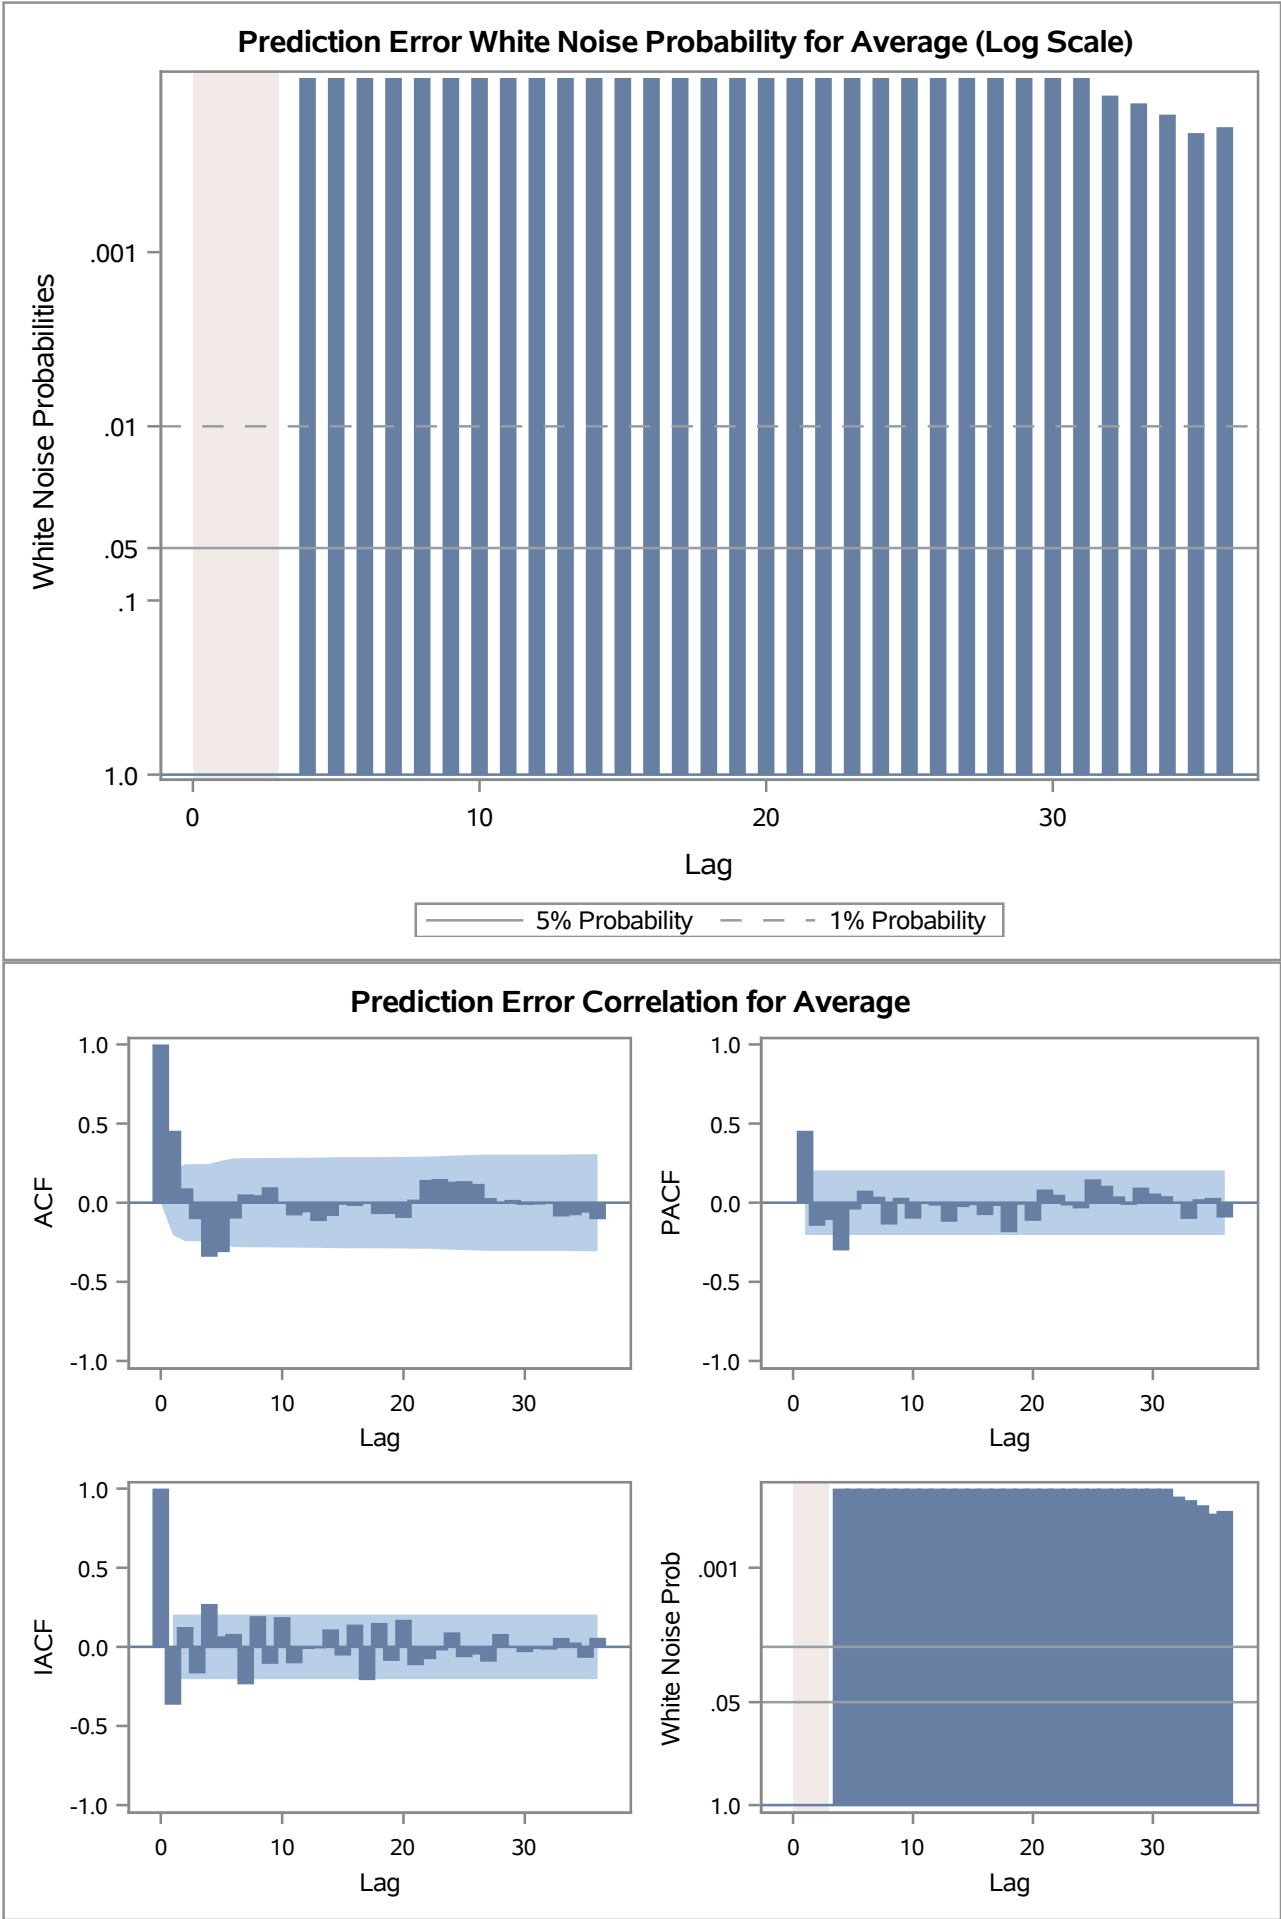 Prediction Error White Noise Probability for Average (Log Scale)
White Noise Probabilities
.001
.01
.05
.1
1.0
0 10 20 30
Lag
5% Probability 1% Probability
Prediction Error Correlation for Average
ACF
1.0
0.5
0.0
-0.5
-1.0
0 10 20 30
Lag
PACF
1.0
0.5
0.0
-0.5
-1.0
0 10 20 30
Lag
IACF
1.0
0.5
0.0
-0.5
-1.0
0 10 20 30
Lag
White Noise Prob
.001
.05
1.0
0 10 20 30
Lag